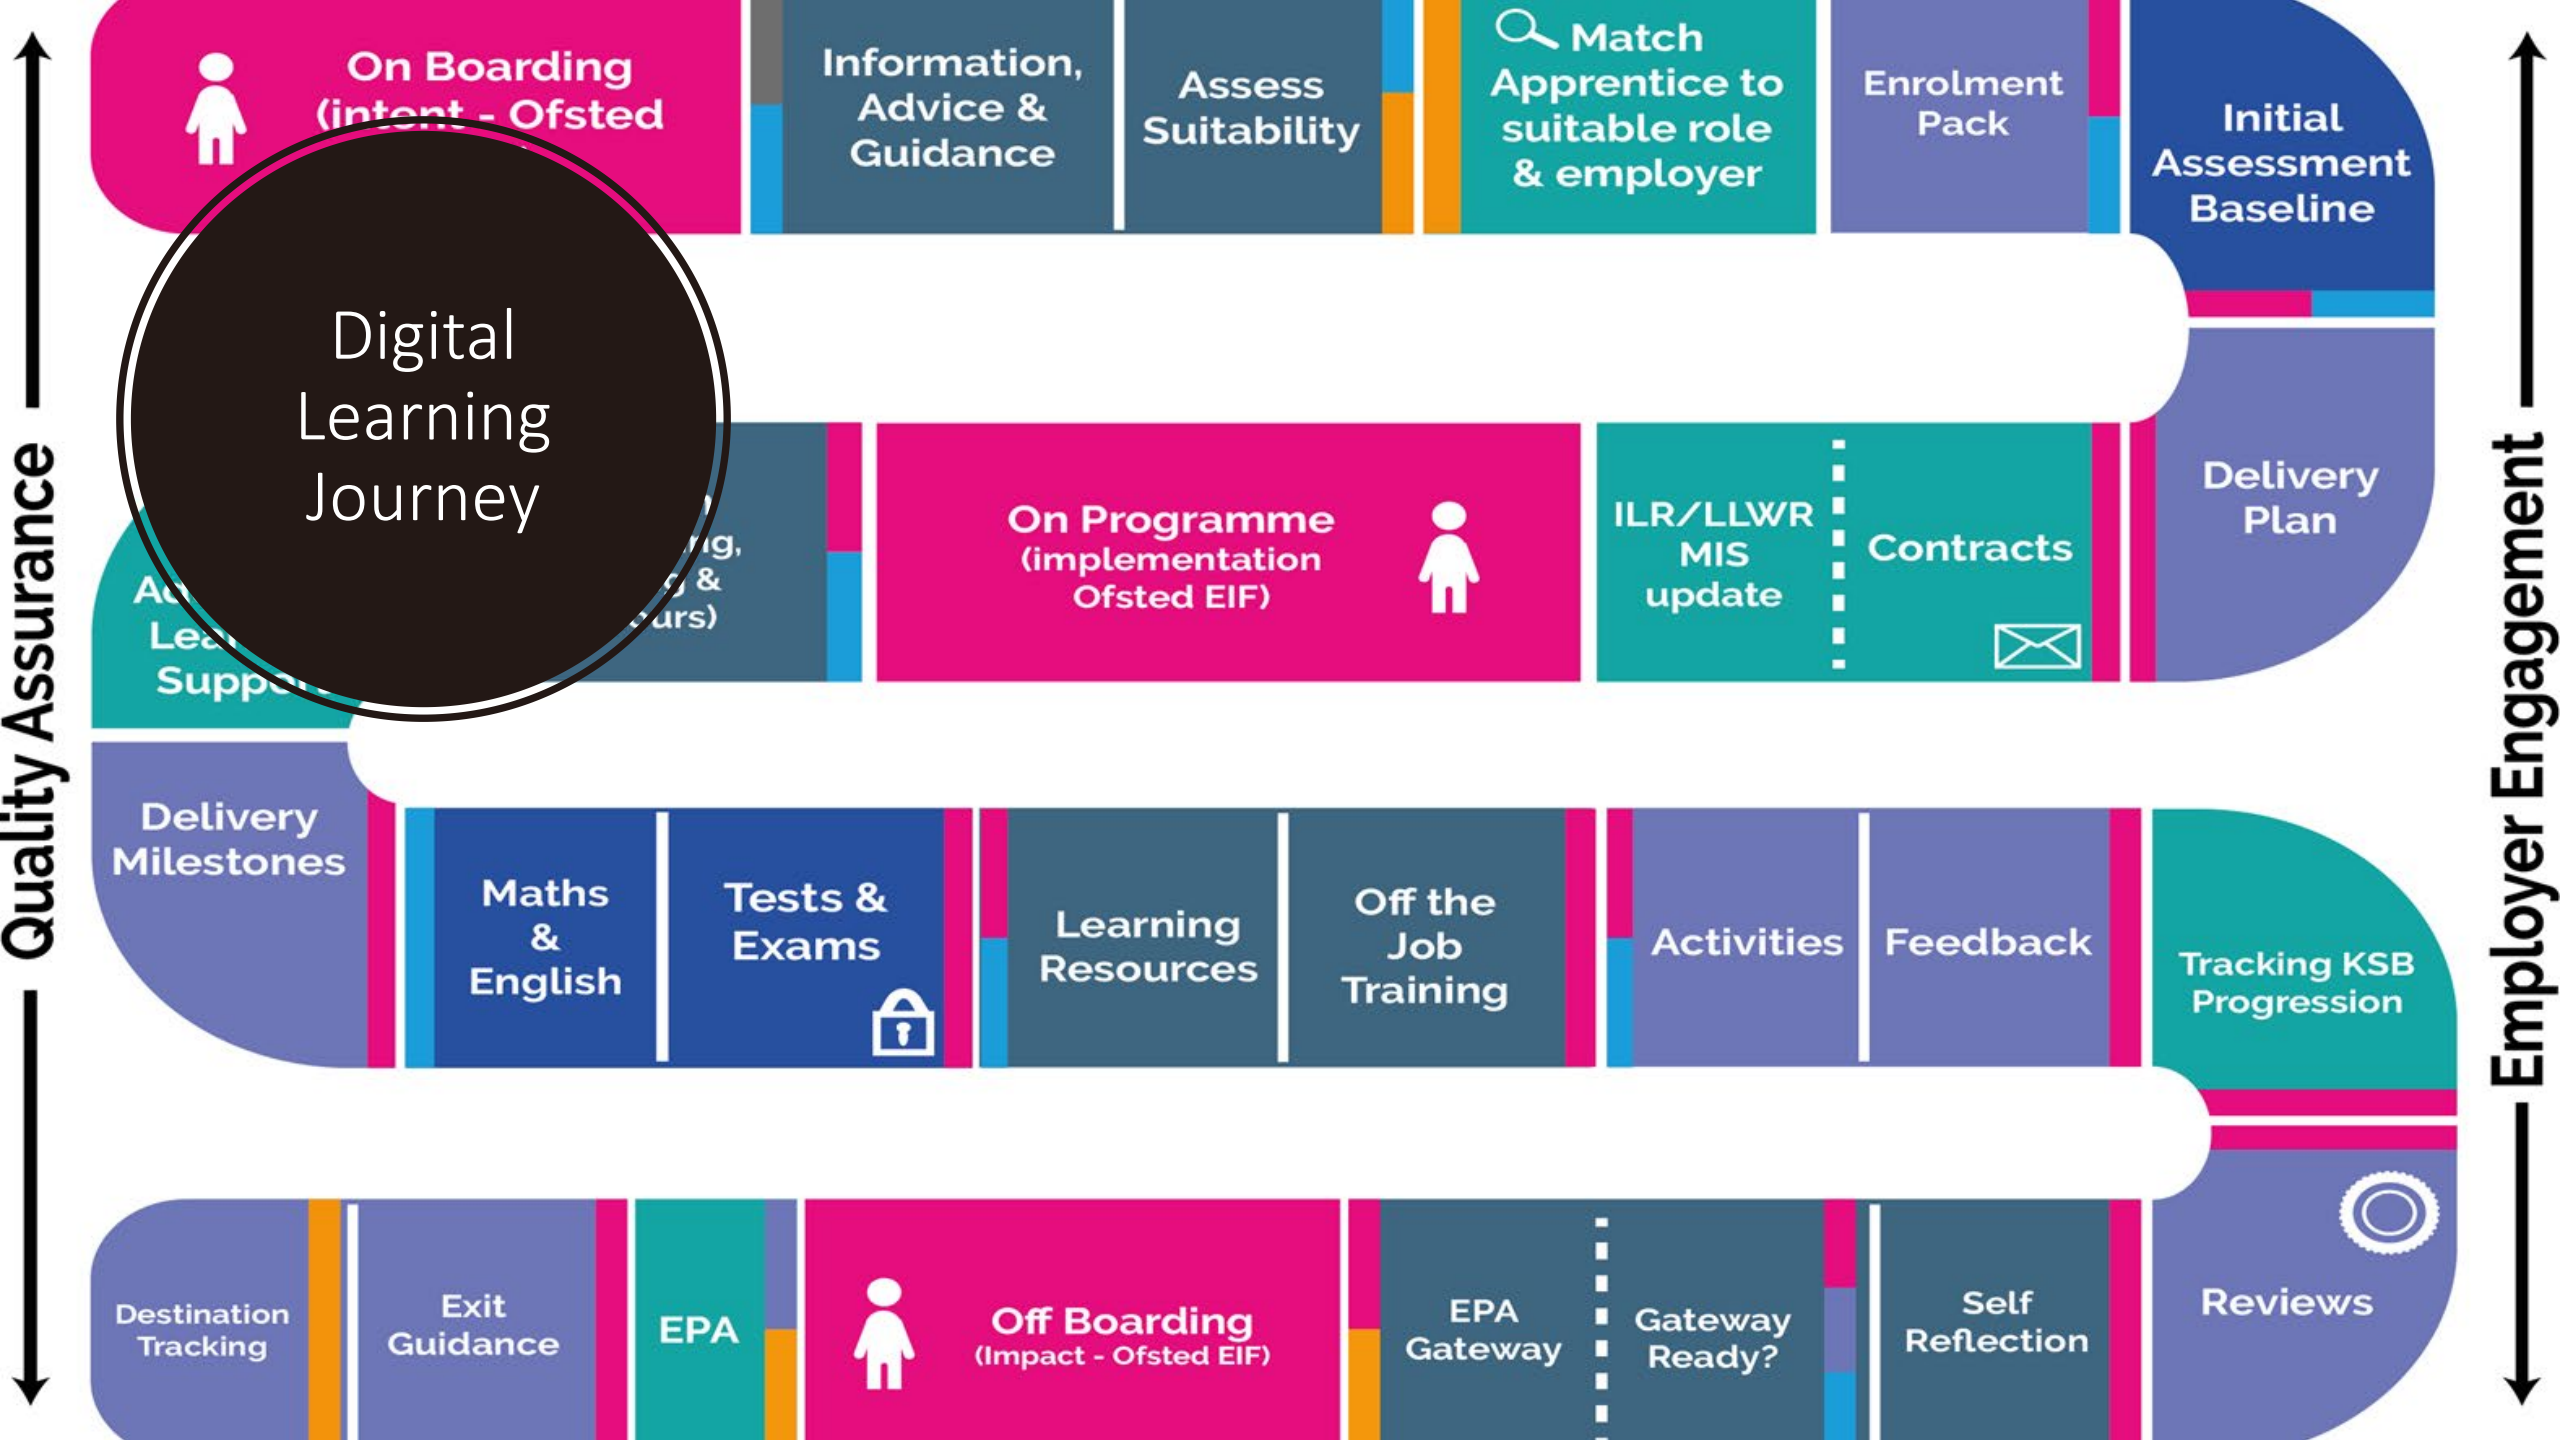 On Boarding
(intent - Ofsted
Information,
Advice &
Guidance
Assess
Suitability
Match
Apprentice to
suitable role
& employer
Enrolment
Pack
Initial
Assessment
Baseline
Digital
Learning
Journey
Quality Assurance
Employer Engagement
Delivery
Plan
Contracts
ILR/LLWR
MIS
update
On Programme
(implementation
Ofsted EIF)
&
Delivery
Milestones
Maths
&
English
Tests &
Exams
Learning
Resources
Off the
Job
Training
Activities
Feedback
Tracking KSB
Progression
Reviews
Self
Reflection
Gateway
Ready?
EPA
Gateway
Off Boarding
(Impact - Ofsted EIF)
EPA
Exit
Guidance
Destination
Tracking